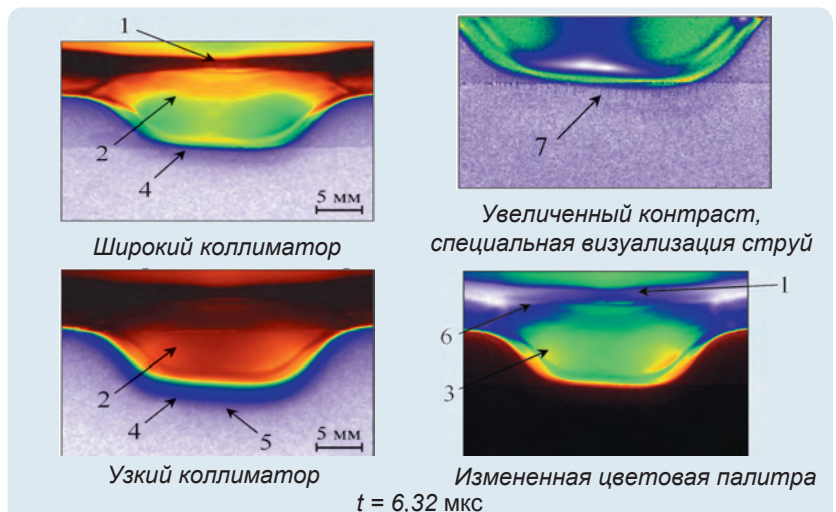 1
2
4
5 мм
Широкий коллиматор
7
Увеличенный контраст,
специальная визуализация струй
2
4
5
5 мм
Узкий коллиматор
1
6
3
Измененная цветовая палитра
t = 6,32 мкс